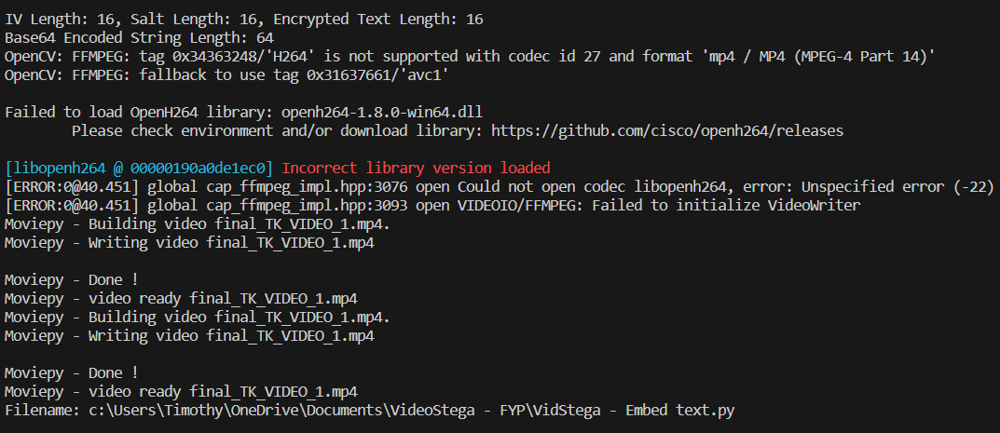 IV Length: 16, Salt Length: 16, Encrypted Text Length: 16
Base64 Encoded String Length: 64
OpenCV: FFMPEG: tag 0x34363248/'H264' is not supported with codec id 27 and format 'mp4 / MP4 (MPEG-4 Part 14)'
OpenCV: FFMPEG: fallback to use tag 0x31637661/'avc1'
Failed to load OpenH264 library: openh264-1.8.0-win64.dll
Please check environment and/or download library: https://github.com/cisco/openh264/releases
[libopenh264 @ 00000190a0de1ec0] Incorrect library version loaded
[ERROR:0@40.451] global cap_ffmpeg_impl.hpp:3076 open Could not open codec libopenh264, error: Unspecified error (-22)
[ERROR:0@40.451] global cap_ffmpeg_impl.hpp:3093 open VIDEOIO/FFMPEG: Failed to initialize VideoWriter
Moviepy - Building video final_TK_VIDEO_1.mp4.
Moviepy - Writing video final_TK_VIDEO_1.mp4
Moviepy - Done !
Moviepy - video ready final_TK_VIDEO_1.mp4
Moviepy - Building video final_TK_VIDEO_1.mp4.
Moviepy - Writing video final_TK_VIDEO_1.mp4
Moviepy - Done !
Moviepy - video ready final_TK_VIDEO_1.mp4
Filename: c:\Users\Timothy\OneDrive\Documents\VideoStega - FYP\VidStega - Embed text.py